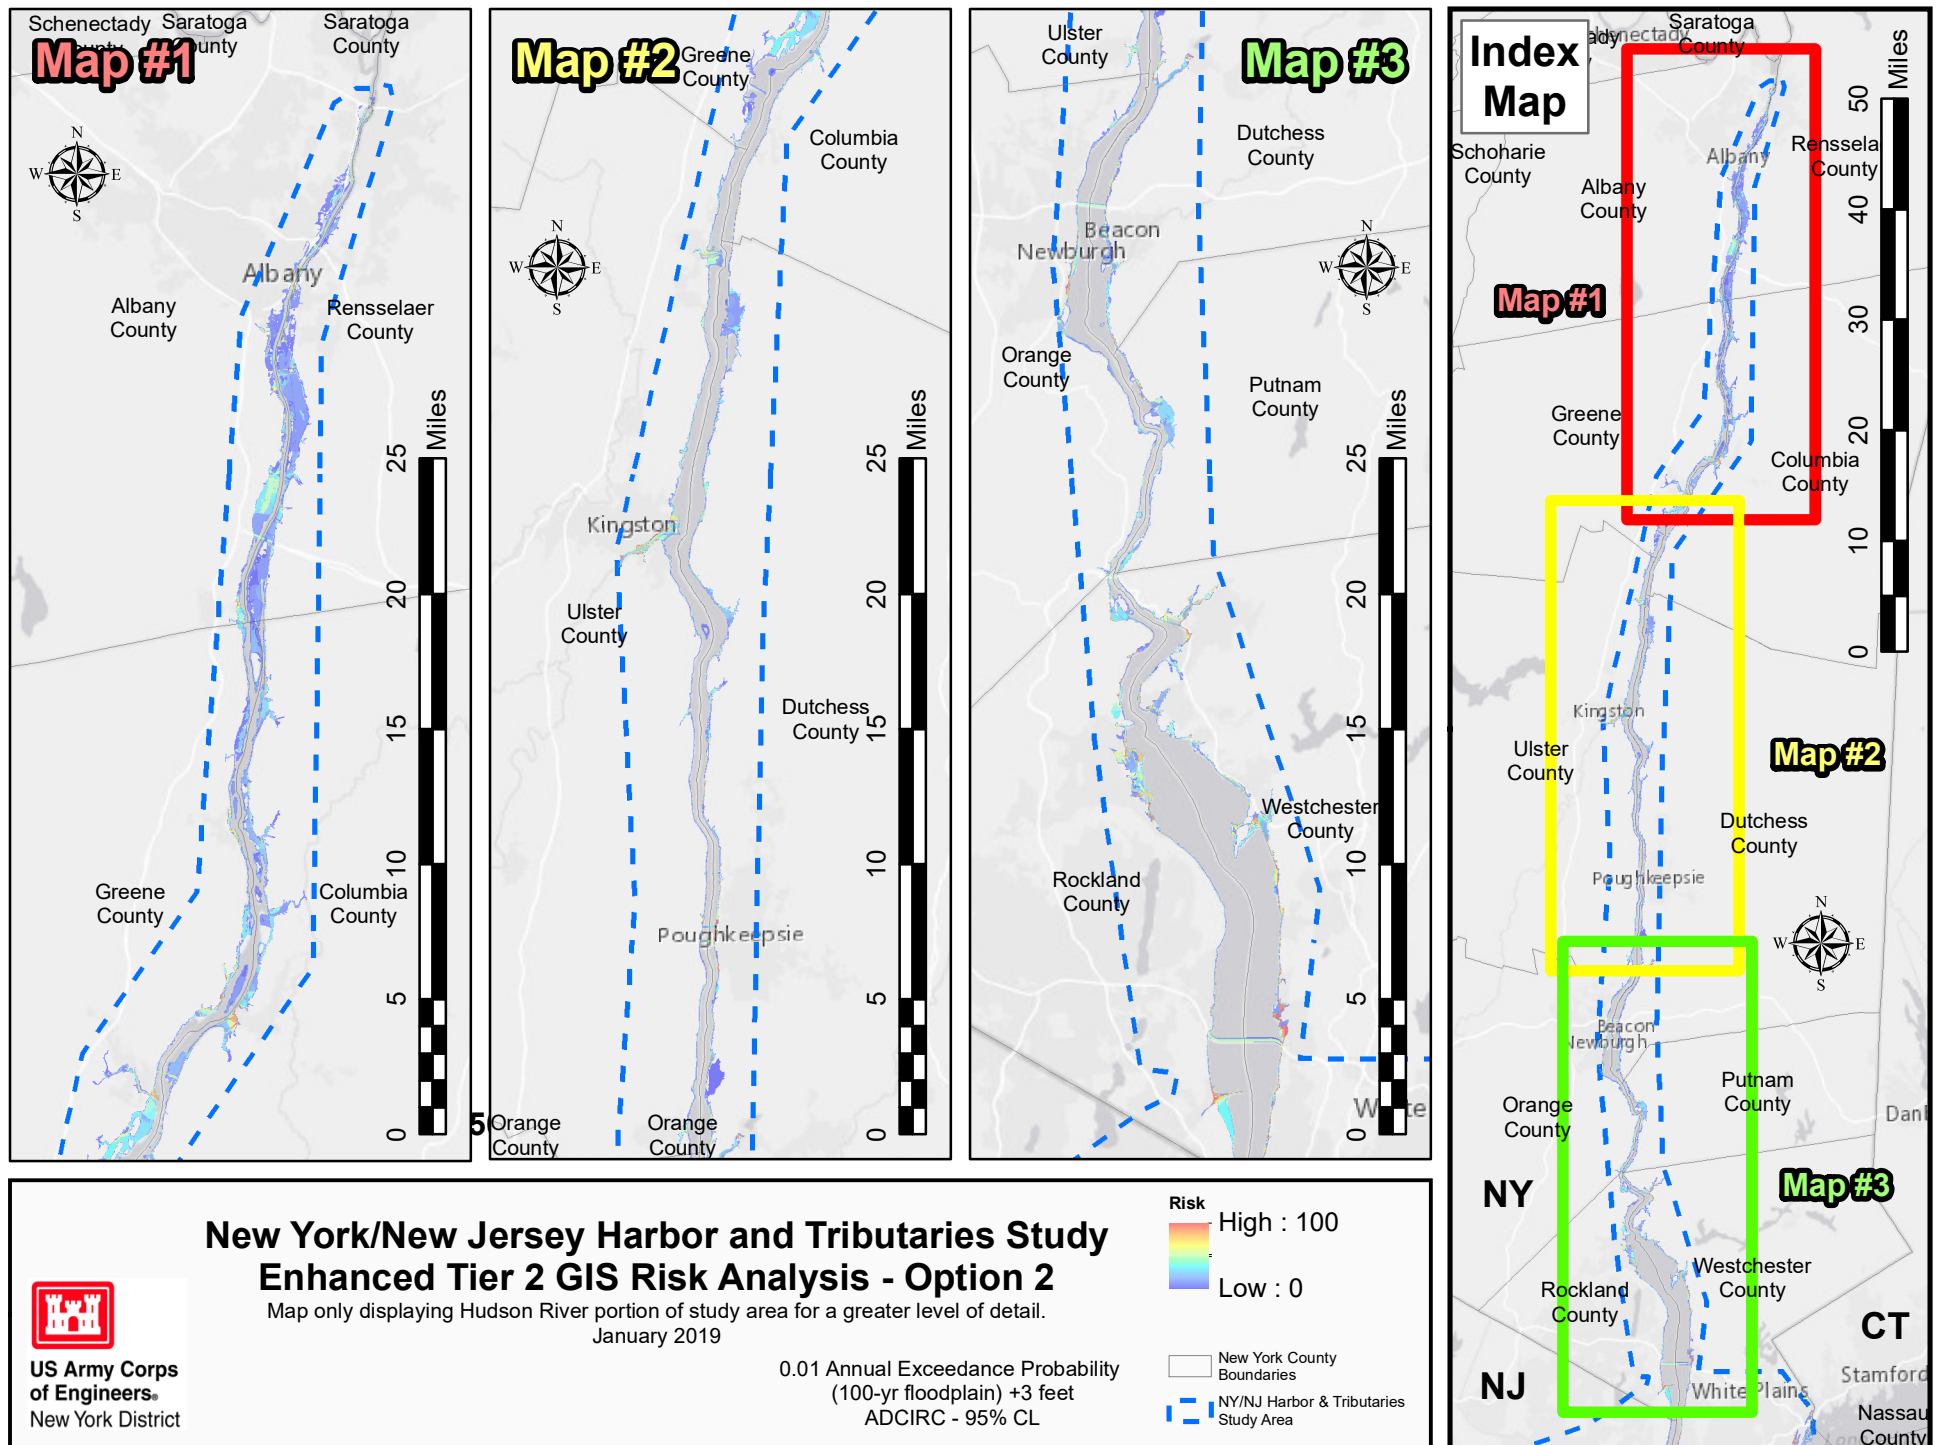 Schenectady
County
Saratoga
County
Saratoga
County
Map #1
N
W E
S
Albany
Albany
County
Rensselaer
County
Greene
County
Columbia
County
Miles
25
20
15
10
5
0
Map #2
Greene
County
Columbia
County
N
W E
S
Kingston
Ulster
County
Dutchess
County
Poughkeepsie
5
Orange
County
Orange
County
Miles
25
20
15
10
5
0
Map #3
Ulster
County
Dutchess
County
Beacon
Newburgh
N
W E
S
Orange
County
Putnam
County
Westchester
County
Rockland
County
Miles
25
20
15
10
5
0
Index
Map
Schenectady
Saratoga
County
Miles
50
40
30
20
10
0
Schoharie
County
Albany
Albany
County
Renssela
County
Map #1
Greene
County
Columbia
County
Kingston
Ulster
County
Map #2
Dutchess
County
Poughkeepsie
N
W E
S
Beacon
Newburgh
Orange
County
Putnam
County
Danb
NY
Map #3
Rockland
County
Westchester
County
CT
NJ
White Plains
Stamford
Nassau
County
New York/New Jersey Harbor and Tributaries Study
Enhanced Tier 2 GIS Risk Analysis - Option 2
Map only displaying Hudson River portion of study area for a greater level of detail.
January 2019
0.01 Annual Exceedance Probability
(100-yr floodplain) +3 feet
ADCIRC - 95% CL
US Army Corps
of Engineers®
New York District
Risk
High : 100
Low : 0
New York County
Boundaries
NY/NJ Harbor & Tributaries
Study Area